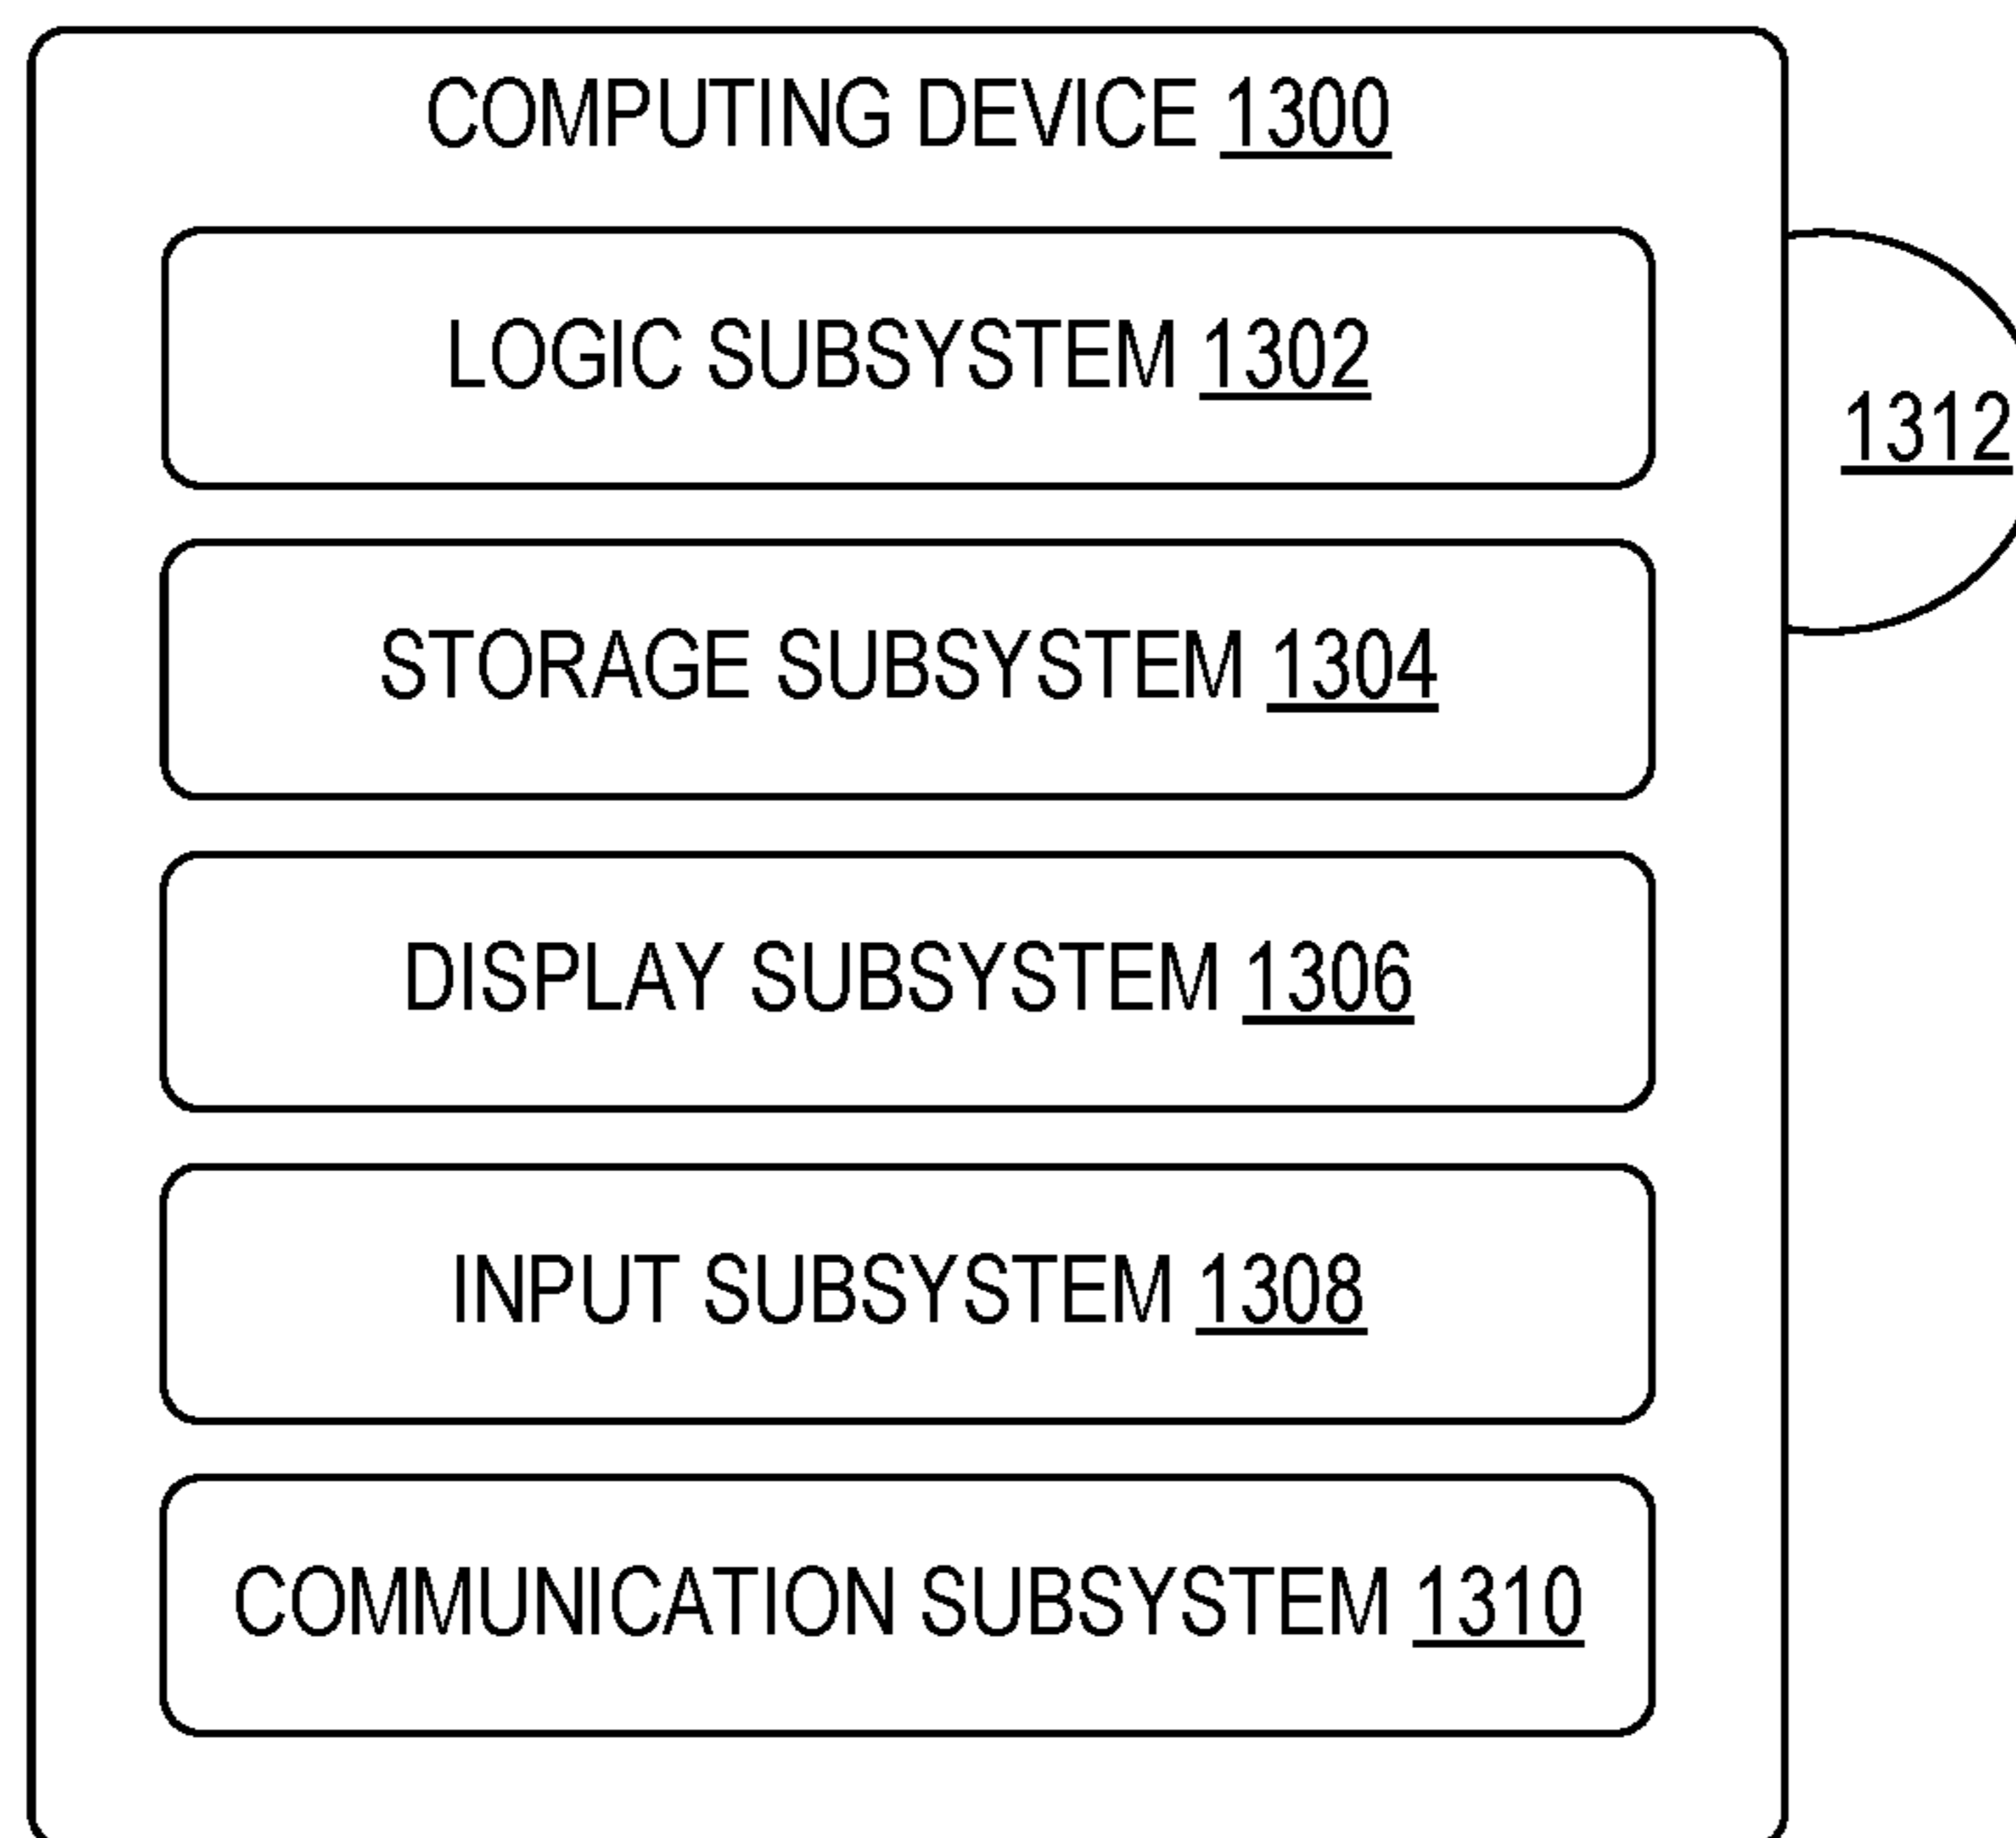 COMPUTING DEVICE 1300
LOGIC SUBSYSTEM 1302
1312
STORAGE SUBSYSTEM 1304
DISPLAY SUBSYSTEM 1306
INPUT SUBSYSTEM 1308
COMMUNICATION SUBSYSTEM 1310